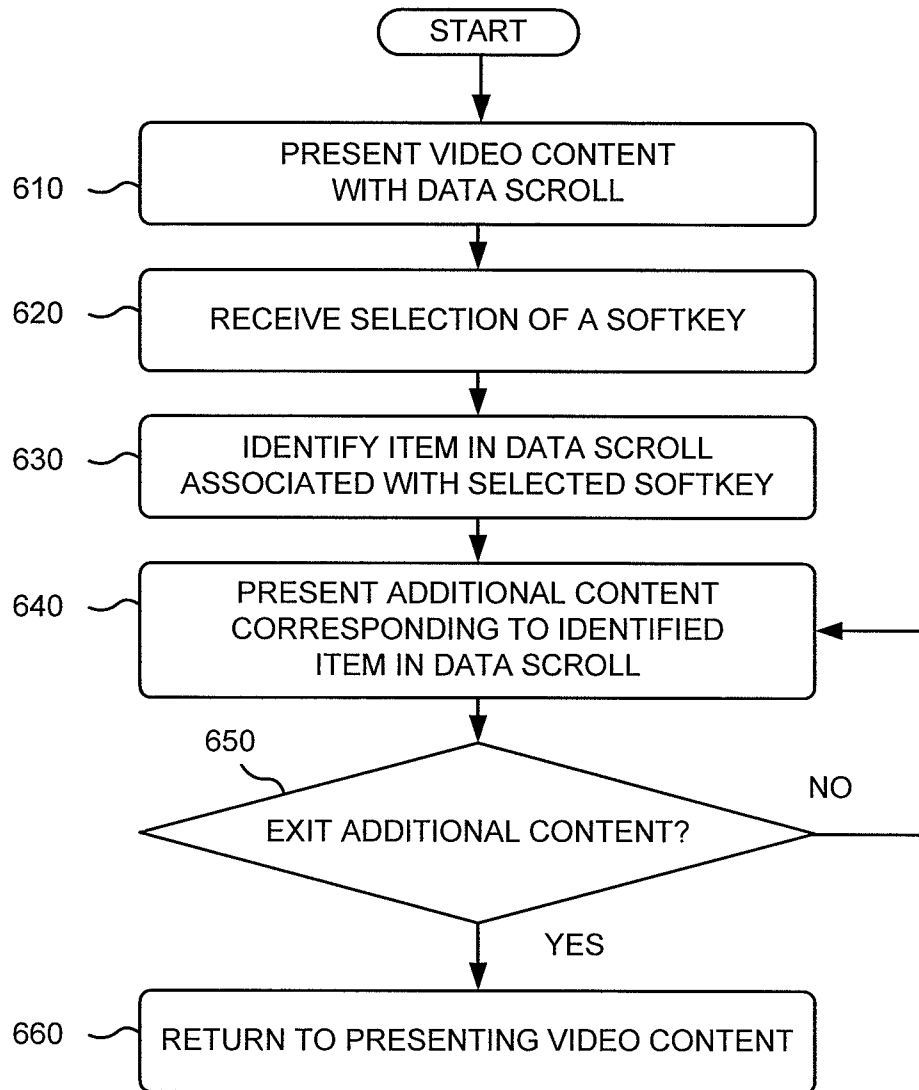 START
610
PRESENT VIDEO CONTENT
WITH DATA SCROLL
620
RECEIVE SELECTION OF A SOFTKEY
630
IDENTIFY ITEM IN DATA SCROLL
ASSOCIATED WITH SELECTED SOFTKEY
640
PRESENT ADDITIONAL CONTENT
CORRESPONDING TO IDENTIFIED
ITEM IN DATA SCROLL
650
EXIT ADDITIONAL CONTENT?
NO
YES
660
RETURN TO PRESENTING VIDEO CONTENT